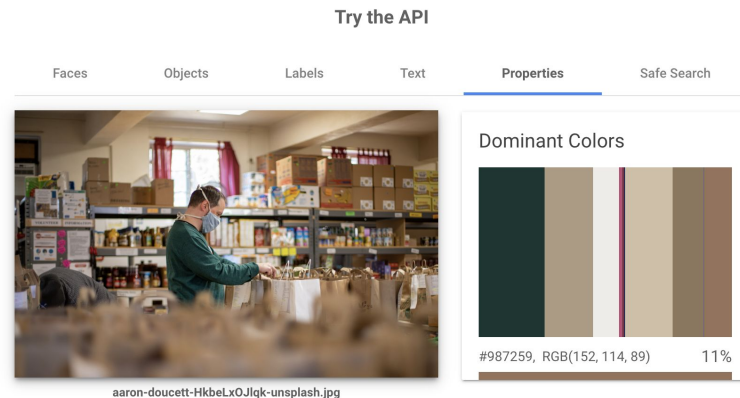 Try the API
Faces Objects Labels Text Properties Safe Search
Dominant Colors
#987259, RGB(152, 114, 89) 11%
aaron-doucett-HkbeLxOJlqk-unsplash.jpg